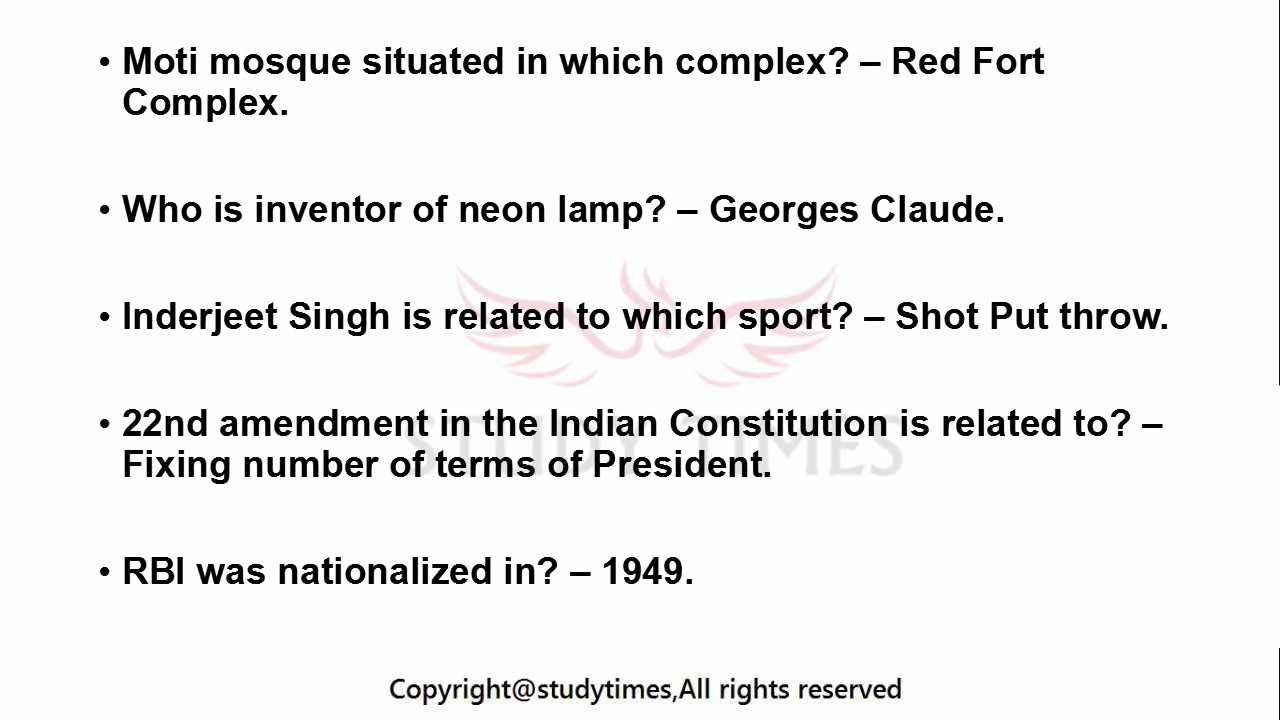 • Moti mosque situated in which complex? – Red Fort
Complex.
• Who is inventor of neon lamp? – Georges Claude.
• Inderjeet Singh is related to which sport? – Shot Put throw.
• 22nd amendment in the Indian Constitution is related to? –
Fixing number of terms of President.
• RBI was nationalized in? – 1949.
STUDY TIMES
Copyright@studytimes,All rights reserved